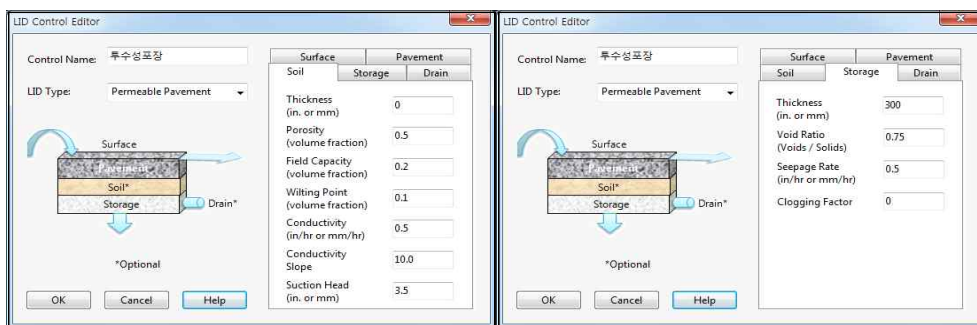 LID Control Editor
Control Name: 투수성포장
LID Type: Permeable Pavement
Surface
Pavement
Soil*
Storage
Drain*
*Optional
OK Cancel Help
Surface Pavement
Soil Storage Drain
Thickness
(in. or mm) 0
Porosity
(volume fraction) 0.5
Field Capacity
(volume fraction) 0.2
Wilting Point
(volume fraction) 0.1
Conductivity
(in/hr or mm/hr) 0.5
Conductivity
Slope 10.0
Suction Head
(in. or mm) 3.5
LID Control Editor
Control Name: 투수성포장
LID Type: Permeable Pavement
Surface
Pavement
Soil*
Storage
Drain*
*Optional
OK Cancel Help
Surface Pavement
Soil Storage Drain
Thickness
(in. or mm) 300
Void Ratio
(Voids / Solids) 0.75
Seepage Rate
(in/hr or mm/hr) 0.5
Clogging Factor 0